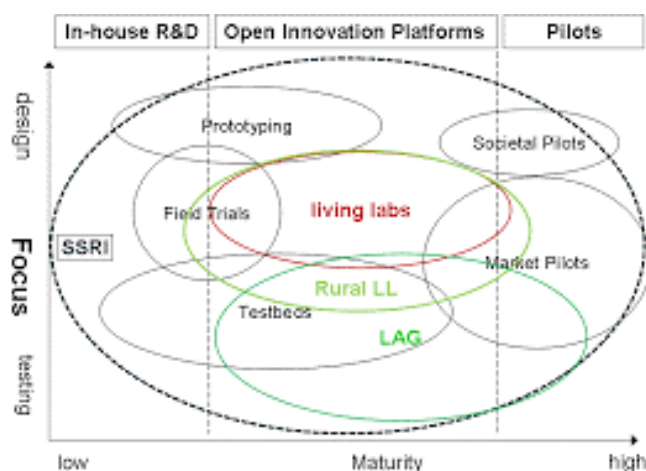 In-house R&D
Open Innovation Platforms
Pilots
design
Prototyping
Societal Pilots
Field Trials
living labs
Focus
SSRI
Market Pilots
Rural LL
Testbeds
LAG
testing
low
Maturity
high